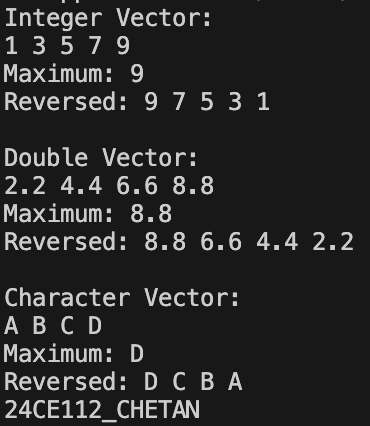 Integer Vector:
1 3 5 7 9
Maximum: 9
Reversed: 9 7 5 3 1

Double Vector:
2.2 4.4 6.6 8.8
Maximum: 8.8
Reversed: 8.8 6.6 4.4 2.2

Character Vector:
A B C D
Maximum: D
Reversed: D C B A
24CE112_CHETAN